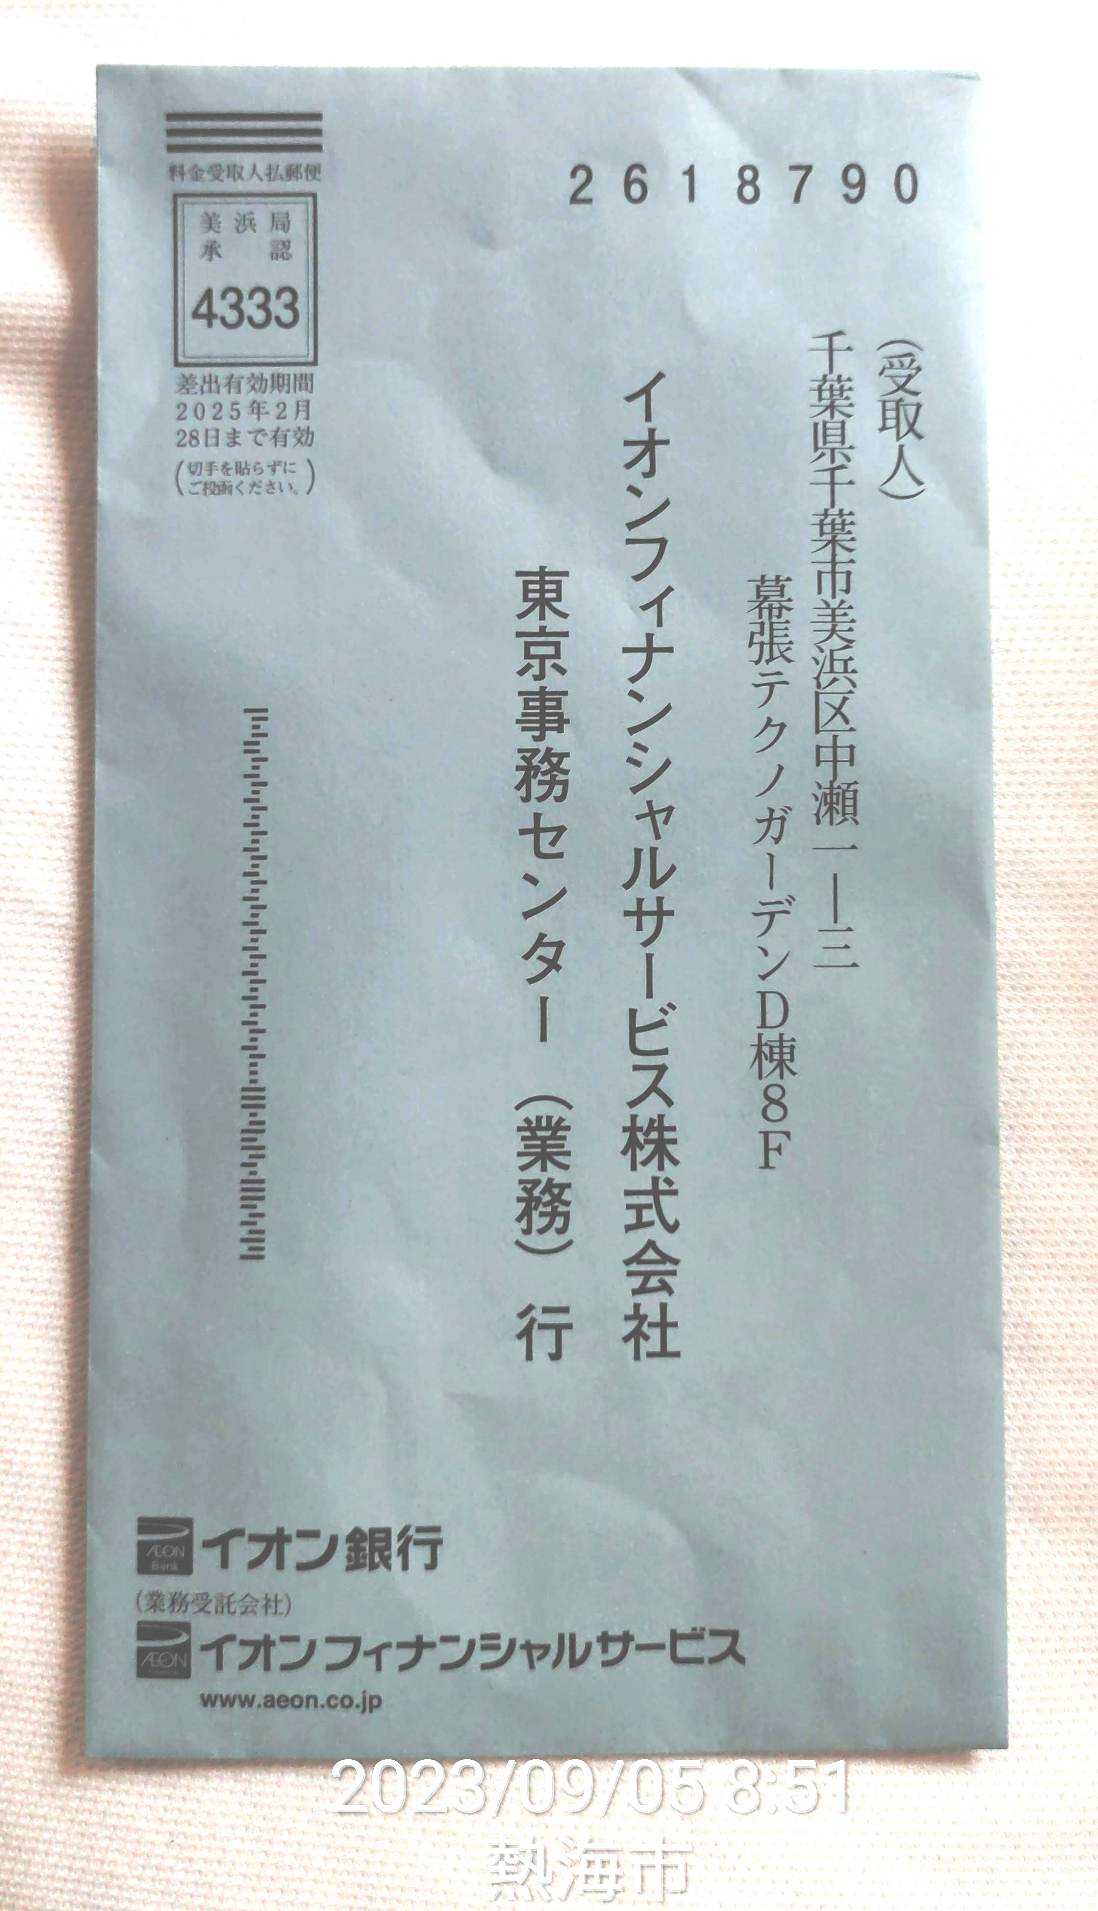 料金受取人払郵便
美浜局
承認
4333
差出有効期間
2025年2月
28日まで有効
(切手を貼らずに
ご投函ください。)
2618790
(受取人)
千葉県千葉市美浜区中瀬一ー三
幕張テクノガーデンD棟8F
イオンフィナンシャルサービス株式会社
東京事務センター(業務)行
AEON
Bank
イオン銀行
(業務受託会社)
AEON
イオンフィナンシャルサービス
www.aeon.co.jp
2023/09/05 8:51
熱海市